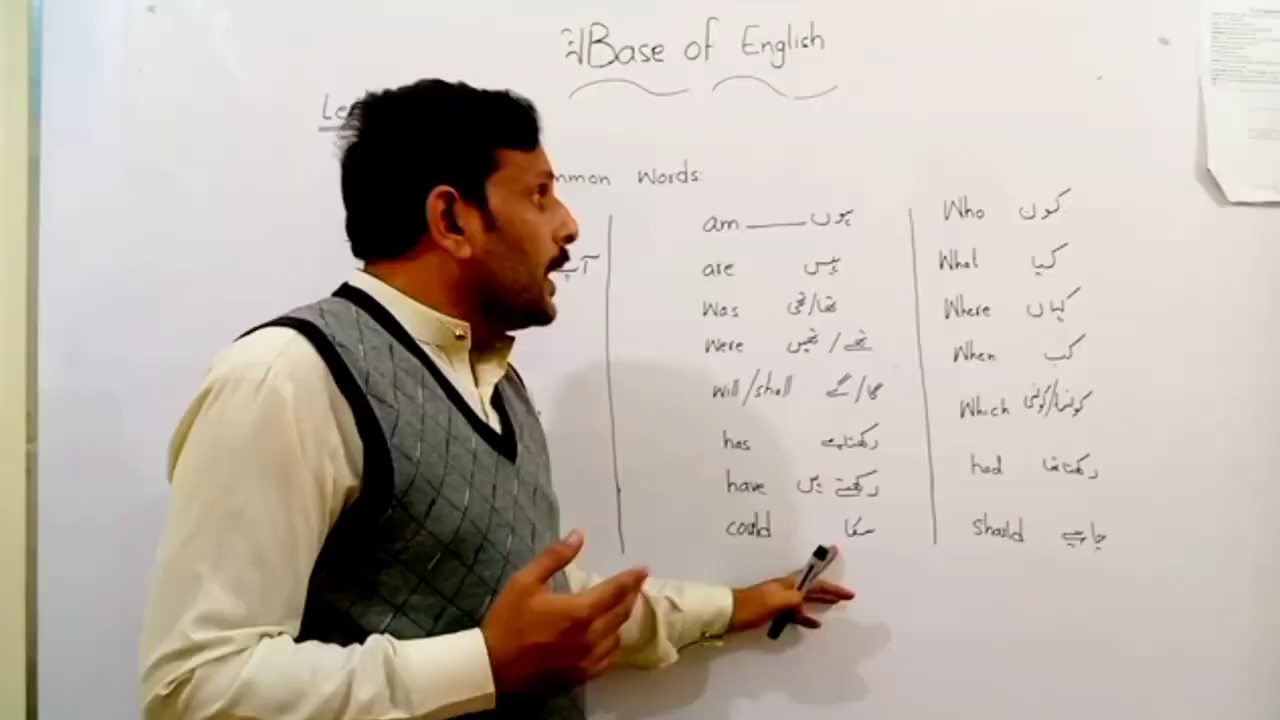 Base of English
Le
mmon Words:
آپ
am ہوں
are ہیں
Was تھا/تھی
Were تھے/تھیں
will/shall گا/گے
has رکھتا ہے
have رکھتے ہیں
could سکا
Who کون
What کیا
Where کہاں
When کب
Which کونسا/کونسی
had رکھتا تھا
should چاہیے